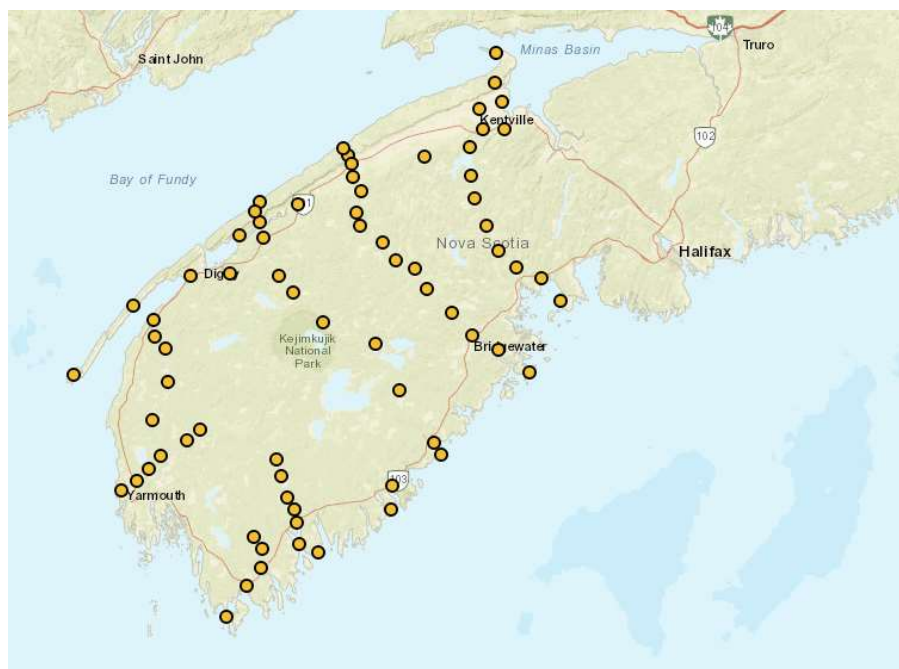 104
Truro
Minas Basin
Saint John
Kentville
102
Bay of Fundy
Nova Scotia
Halifax
Kejimkujik
National
Park
Bridgewater
103
Yarmouth